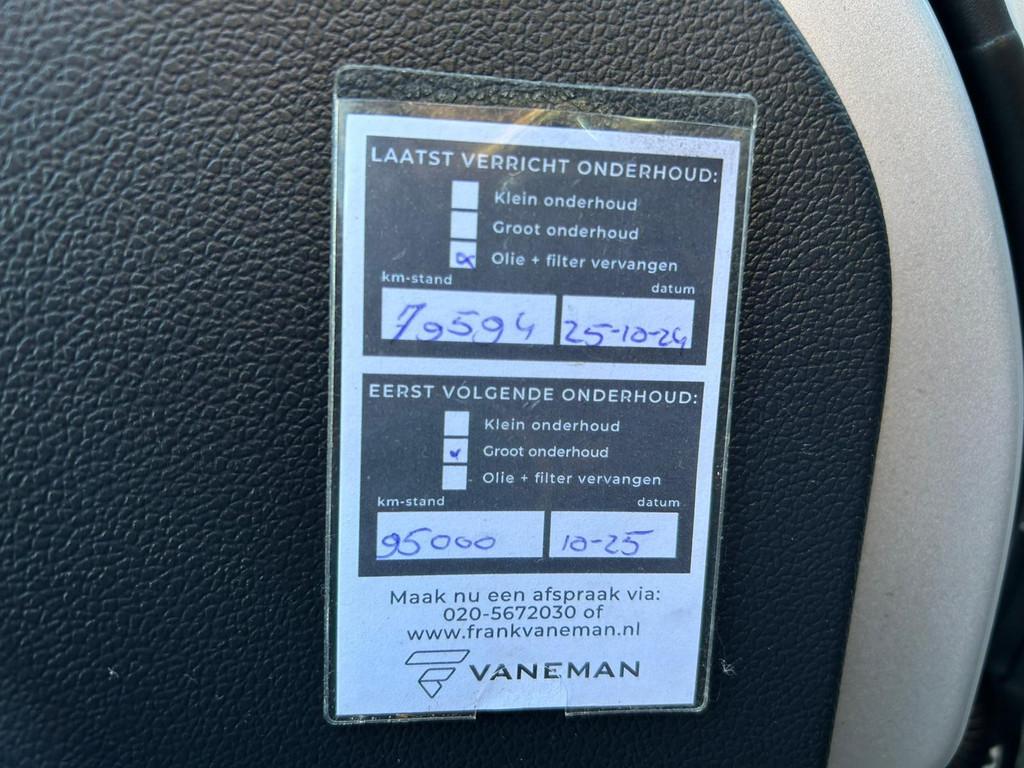 LAATST VERRICHT ONDERHOUD:
Klein onderhoud
Groot onderhoud
Olie + filter vervangen
km-stand datum
79594 25-10-24
EERST VOLGENDE ONDERHOUD:
Klein onderhoud
Groot onderhoud
Olie + filter vervangen
km-stand datum
95000 10-25
Maak nu een afspraak via:
020-5672030 of
www.frankvaneman.nl
VANEMAN